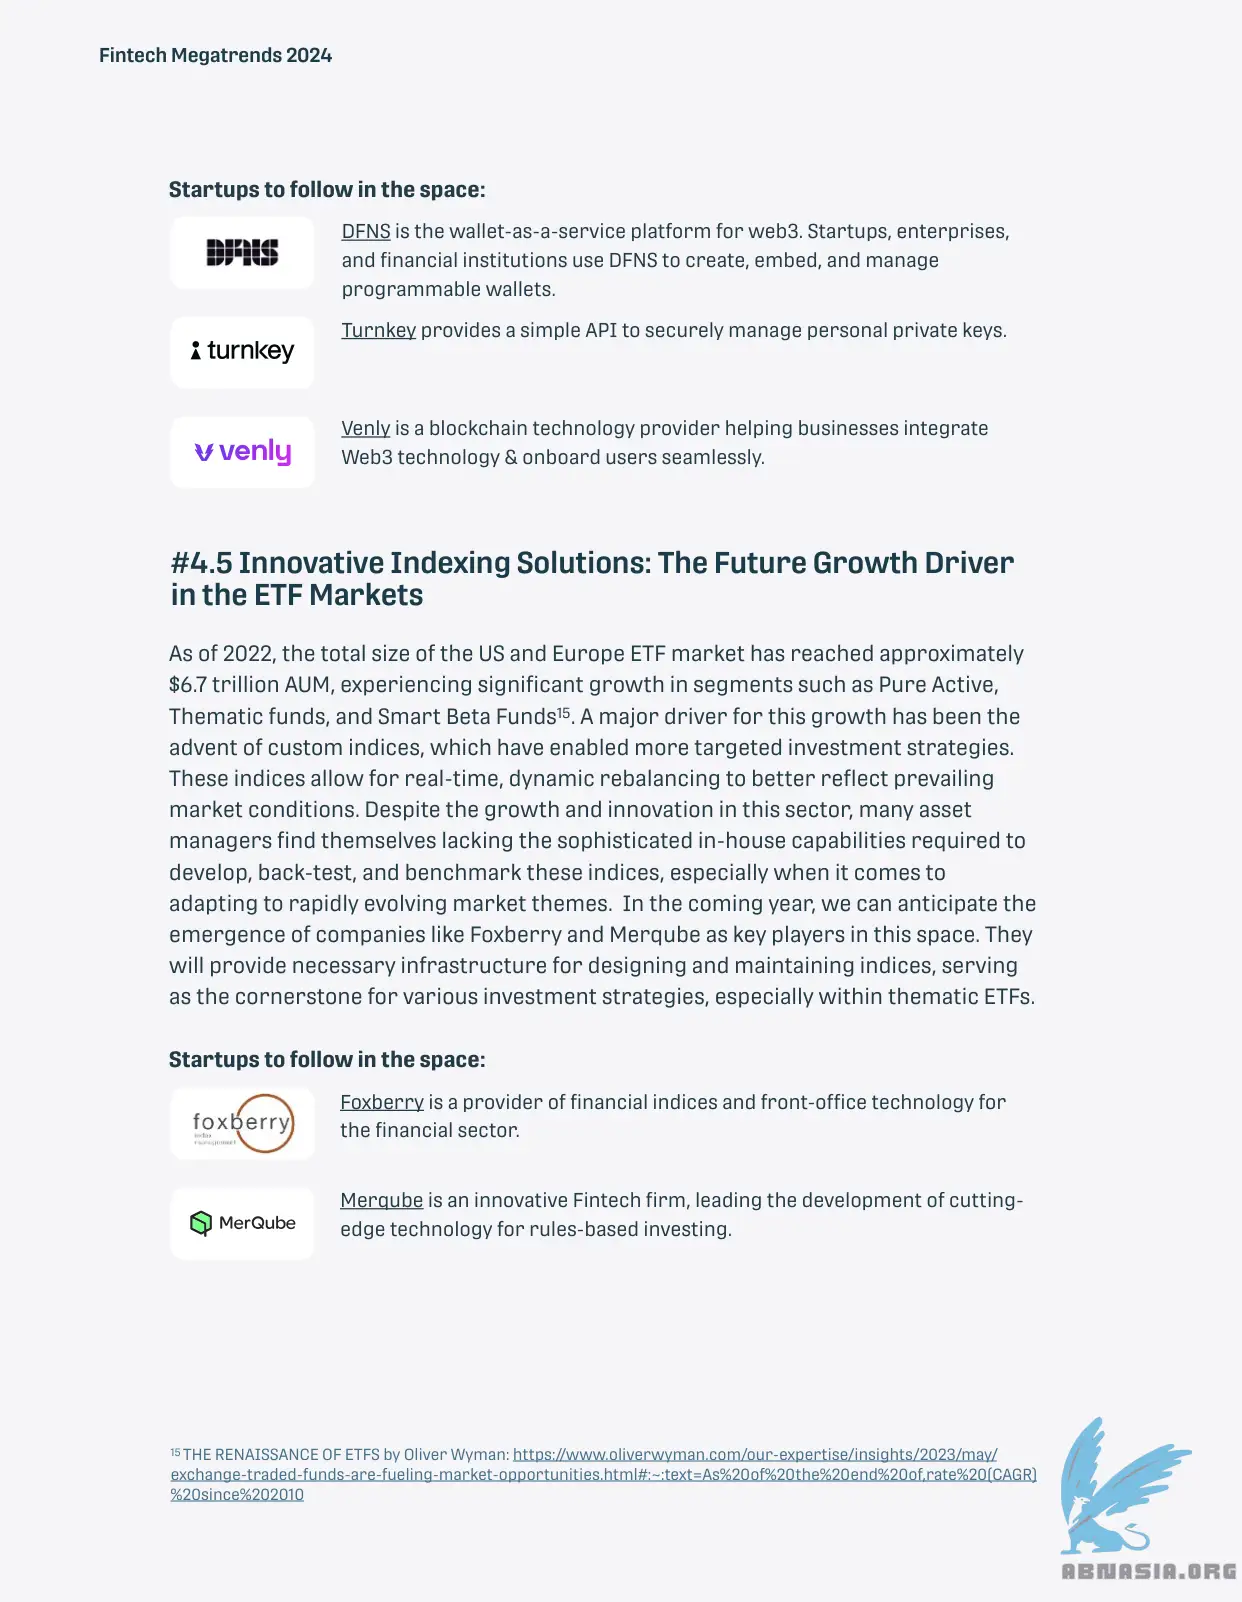 Fintech Megatrends 2024
Startups to follow in the space:
DFNS
DFNS is the wallet-as-a-service platform for web3. Startups, enterprises,
and financial institutions use DFNS to create, embed, and manage
programmable wallets.
turnkey
Turnkey provides a simple API to securely manage personal private keys.
venly
Venly is a blockchain technology provider helping businesses integrate
Web3 technology & onboard users seamlessly.
#4.5 Innovative Indexing Solutions: The Future Growth Driver
in the ETF Markets
As of 2022, the total size of the US and Europe ETF market has reached approximately
$6.7 trillion AUM, experiencing significant growth in segments such as Pure Active,
Thematic funds, and Smart Beta Funds¹⁵. A major driver for this growth has been the
advent of custom indices, which have enabled more targeted investment strategies.
These indices allow for real-time, dynamic rebalancing to better reflect prevailing
market conditions. Despite the growth and innovation in this sector, many asset
managers find themselves lacking the sophisticated in-house capabilities required to
develop, back-test, and benchmark these indices, especially when it comes to
adapting to rapidly evolving market themes.  In the coming year, we can anticipate the
emergence of companies like Foxberry and Merqube as key players in this space. They
will provide necessary infrastructure for designing and maintaining indices, serving
as the cornerstone for various investment strategies, especially within thematic ETFs.
Startups to follow in the space:
foxberry
Foxberry is a provider of financial indices and front-office technology for
the financial sector.
MerQube
Merqube is an innovative Fintech firm, leading the development of cutting-
edge technology for rules-based investing.
¹⁵ THE RENAISSANCE OF ETFS by Oliver Wyman: https://www.oliverwyman.com/our-expertise/insights/2023/may/
exchange-traded-funds-are-fueling-market-opportunities.html#:~:text=As%20of%20the%20end%20of,rate%20(CAGR)
%20since%202010
ABNASIA.ORG